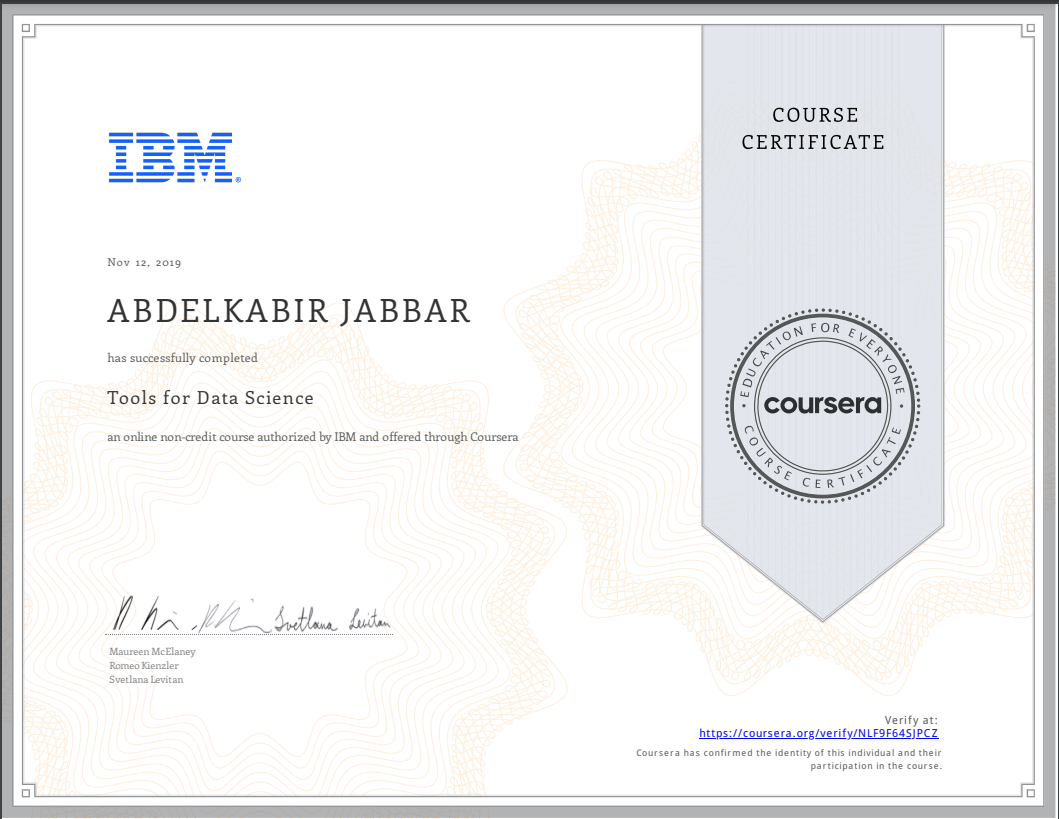 COURSE
CERTIFICATE
IBM®
Nov 12, 2019
ABDELKABIR JABBAR
has successfully completed
Tools for Data Science
an online non-credit course authorized by IBM and offered through Coursera
EDUCATION FOR EVERYONE
coursera
COURSE CERTIFICATE
Svetlana Levitan
Maureen McElaney
Romeo Kienzler
Svetlana Levitan
Verify at:
https://coursera.org/verify/NLF9F64SJPCZ
Coursera has confirmed the identity of this individual and their
participation in the course.